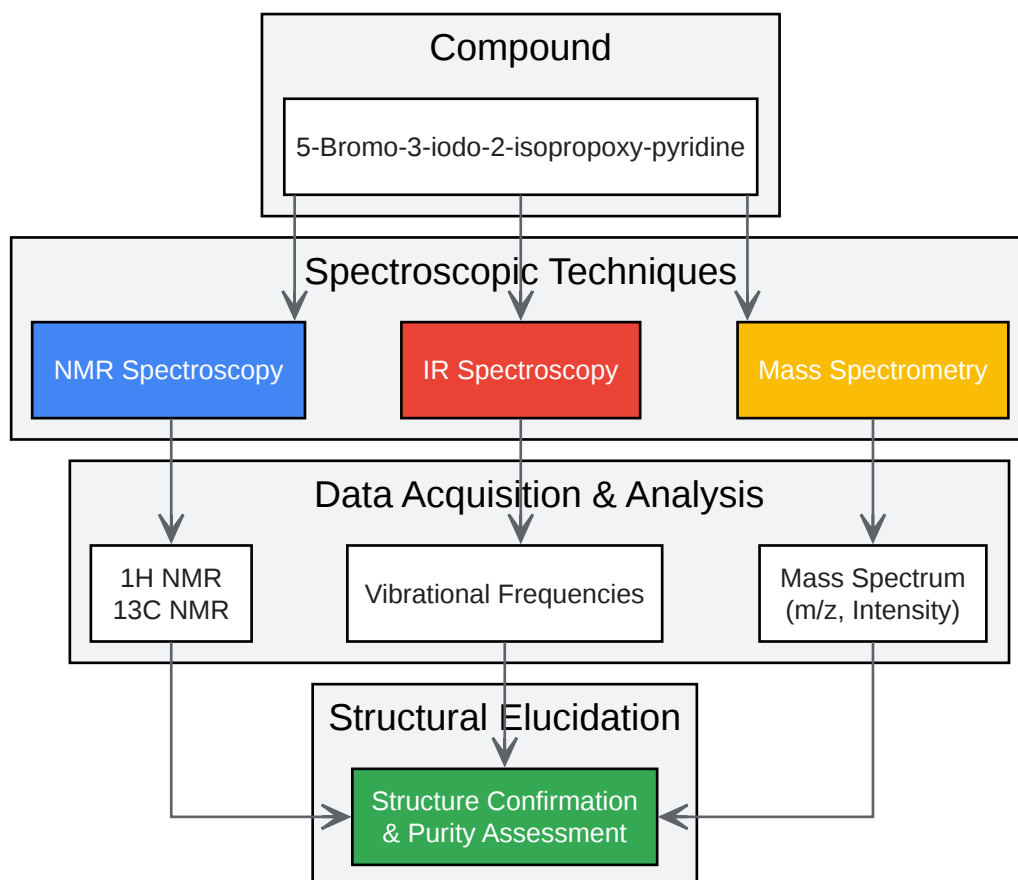 Compound
5-Bromo-3-iodo-2-isopropoxy-pyridine
Spectroscopic Techniques
NMR Spectroscopy
IR Spectroscopy
Mass Spectrometry
Data Acquisition & Analysis
1H NMR
13C NMR
Vibrational Frequencies
Mass Spectrum
(m/z, Intensity)
Structural Elucidation
Structure Confirmation
& Purity Assessment